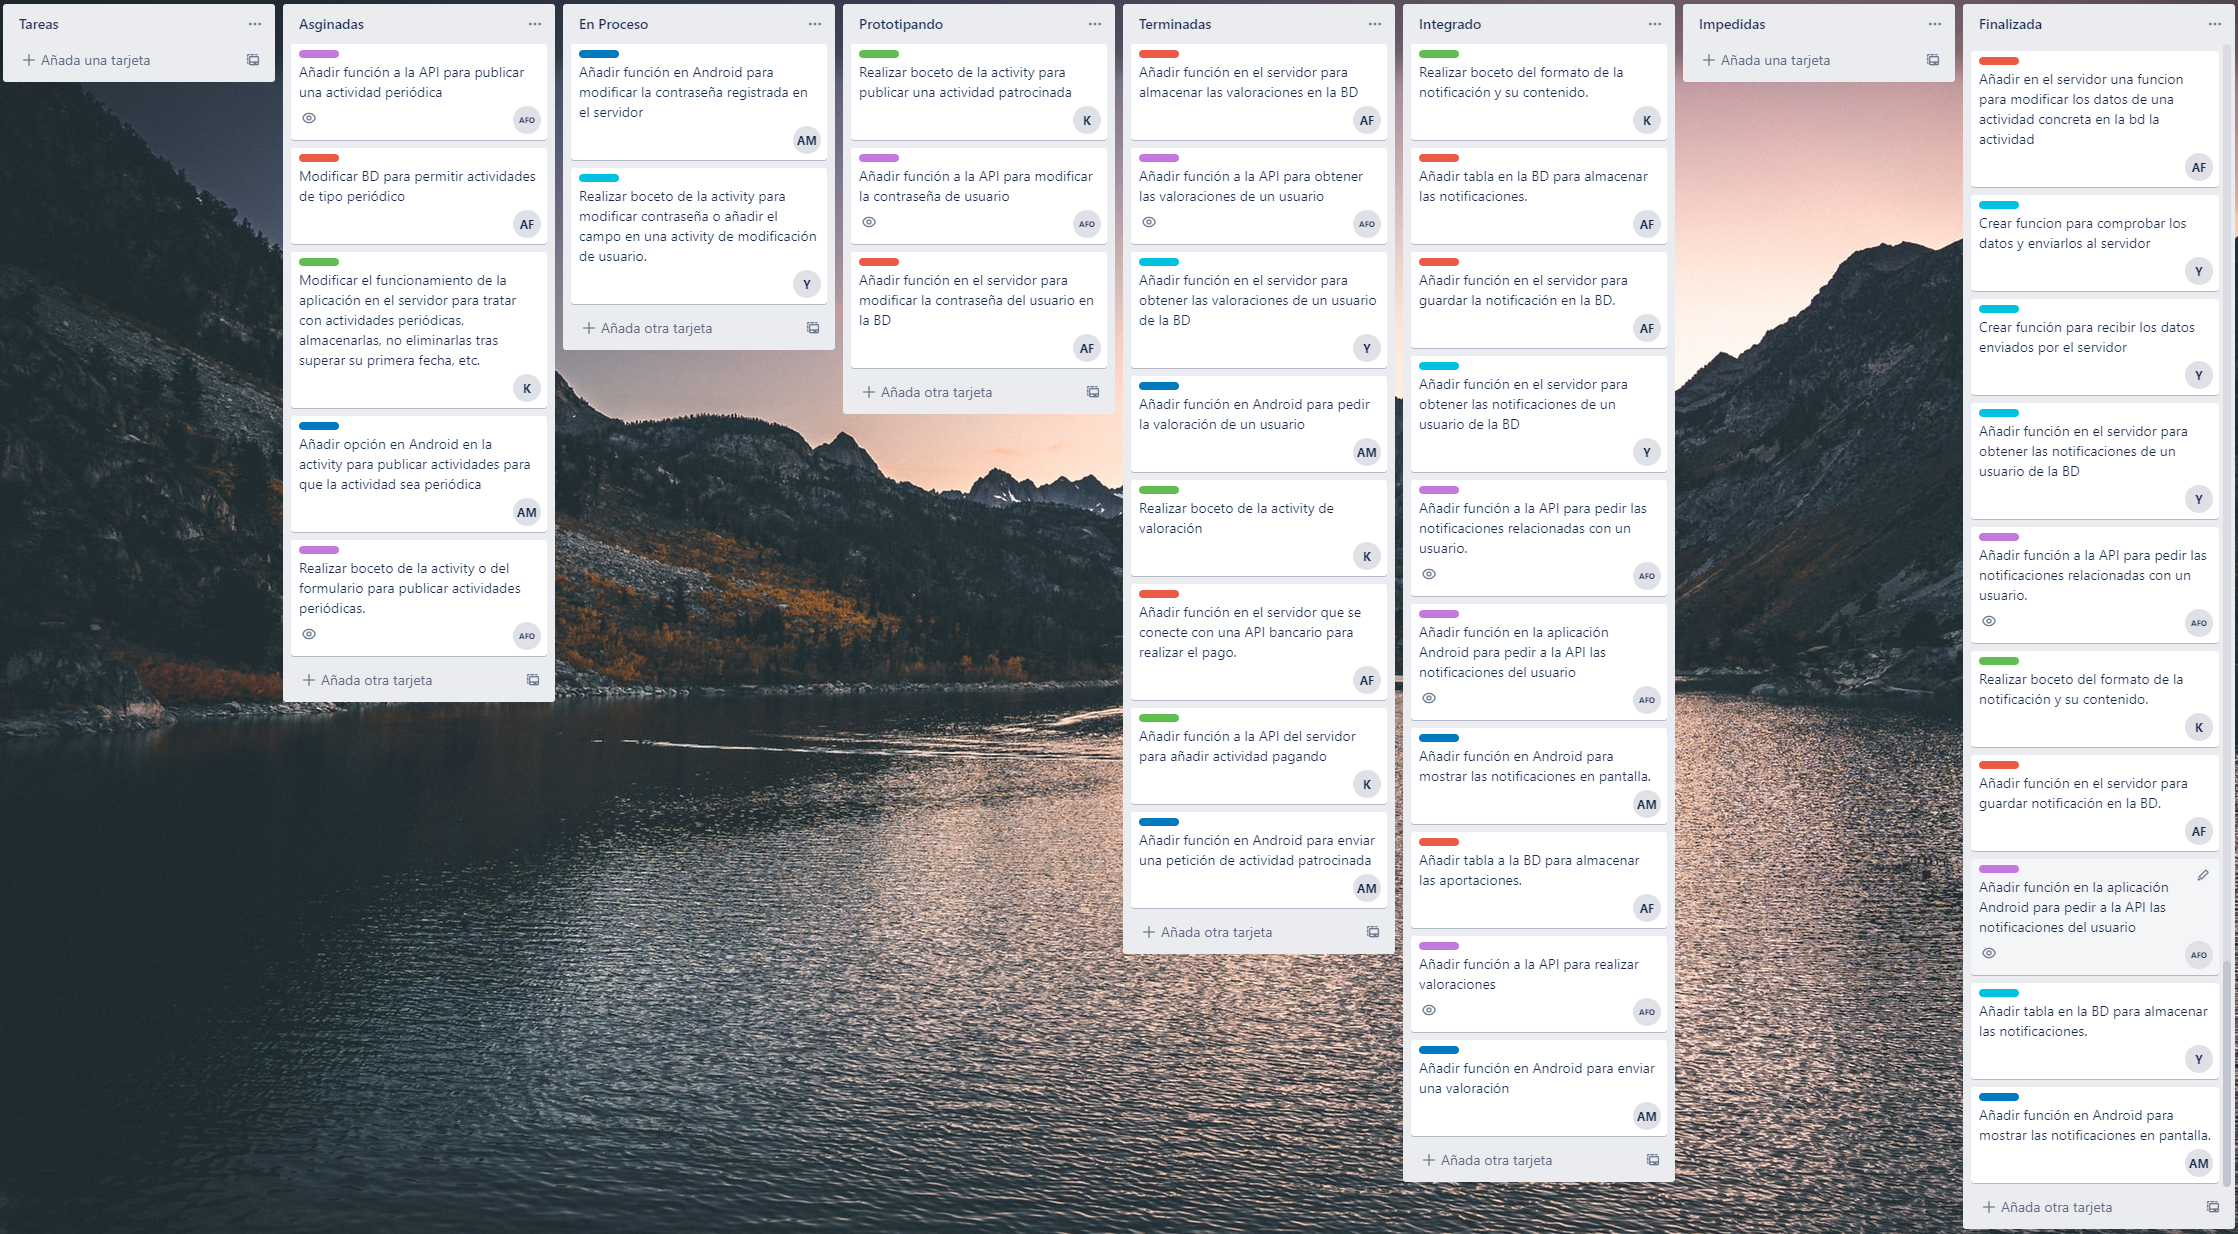 Tareas
Añada una tarjeta
Asginadas
Añadir función a la API para publicar
una actividad periódica
AFO
Modificar BD para permitir actividades
de tipo periódico
AF
Modificar el funcionamiento de la
aplicación en el servidor para tratar
con actividades periódicas,
almacenarlas, no eliminarlas tras
superar su primera fecha, etc.
K
Añadir opción en Android en la
activity para publicar actividades para
que la actividad sea periódica
AM
Realizar boceto de la activity o del
formulario para publicar actividades
periódicas.
AFO
Añada otra tarjeta
En Proceso
Añadir función en Android para
modificar la contraseña registrada en
el servidor
AM
Realizar boceto de la activity para
modificar contraseña o añadir el
campo en una activity de modificación
de usuario.
Y
Añada otra tarjeta
Prototipando
Realizar boceto de la activity para
publicar una actividad patrocinada
K
Añadir función a la API para modificar
la contraseña de usuario
AFO
Añadir función en el servidor para
modificar la contraseña del usuario en
la BD
AF
Añada otra tarjeta
Terminadas
Añadir función en el servidor para
almacenar las valoraciones en la BD
AF
Añadir función a la API para obtener
las valoraciones de un usuario
AFO
Añadir función en el servidor para
obtener las valoraciones de un usuario
de la BD
Y
Añadir función en Android para pedir
la valoración de un usuario
AM
Realizar boceto de la activity de
valoración
K
Añadir función en el servidor que se
conecte con una API bancario para
realizar el pago.
AF
Añadir función a la API del servidor
para añadir actividad pagando
K
Añadir función en Android para enviar
una petición de actividad patrocinada
AM
Añada otra tarjeta
Integrado
Realizar boceto del formato de la
notificación y su contenido.
K
Añadir tabla en la BD para almacenar
las notificaciones.
AF
Añadir función en el servidor para
guardar la notificación en la BD.
AF
Añadir función en el servidor para
obtener las notificaciones de un
usuario de la BD
Y
Añadir función a la API para pedir las
notificaciones relacionadas con un
usuario.
AFO
Añadir función en la aplicación
Android para pedir a la API las
notificaciones del usuario
AFO
Añadir función en Android para
mostrar las notificaciones en pantalla.
AM
Añadir tabla a la BD para almacenar
las aportaciones.
AF
Añadir función a la API para realizar
valoraciones
AFO
Añadir función en Android para enviar
una valoración
AM
Añada otra tarjeta
Impedidas
Añada una tarjeta
Finalizada
Añadir en el servidor una funcion
para modificar los datos de una
actividad concreta en la bd la
actividad
AF
Crear funcion para comprobar los
datos y enviarlos al servidor
Y
Crear función para recibir los datos
enviados por el servidor
Y
Añadir función en el servidor para
obtener las notificaciones de un
usuario de la BD
Y
Añadir función a la API para pedir las
notificaciones relacionadas con un
usuario.
AFO
Realizar boceto del formato de la
notificación y su contenido.
K
Añadir función en el servidor para
guardar notificación en la BD.
AF
Añadir función en la aplicación
Android para pedir a la API las
notificaciones del usuario
AFO
Añadir tabla en la BD para almacenar
las notificaciones.
Y
Añadir función en Android para
mostrar las notificaciones en pantalla.
AM
Añada otra tarjeta